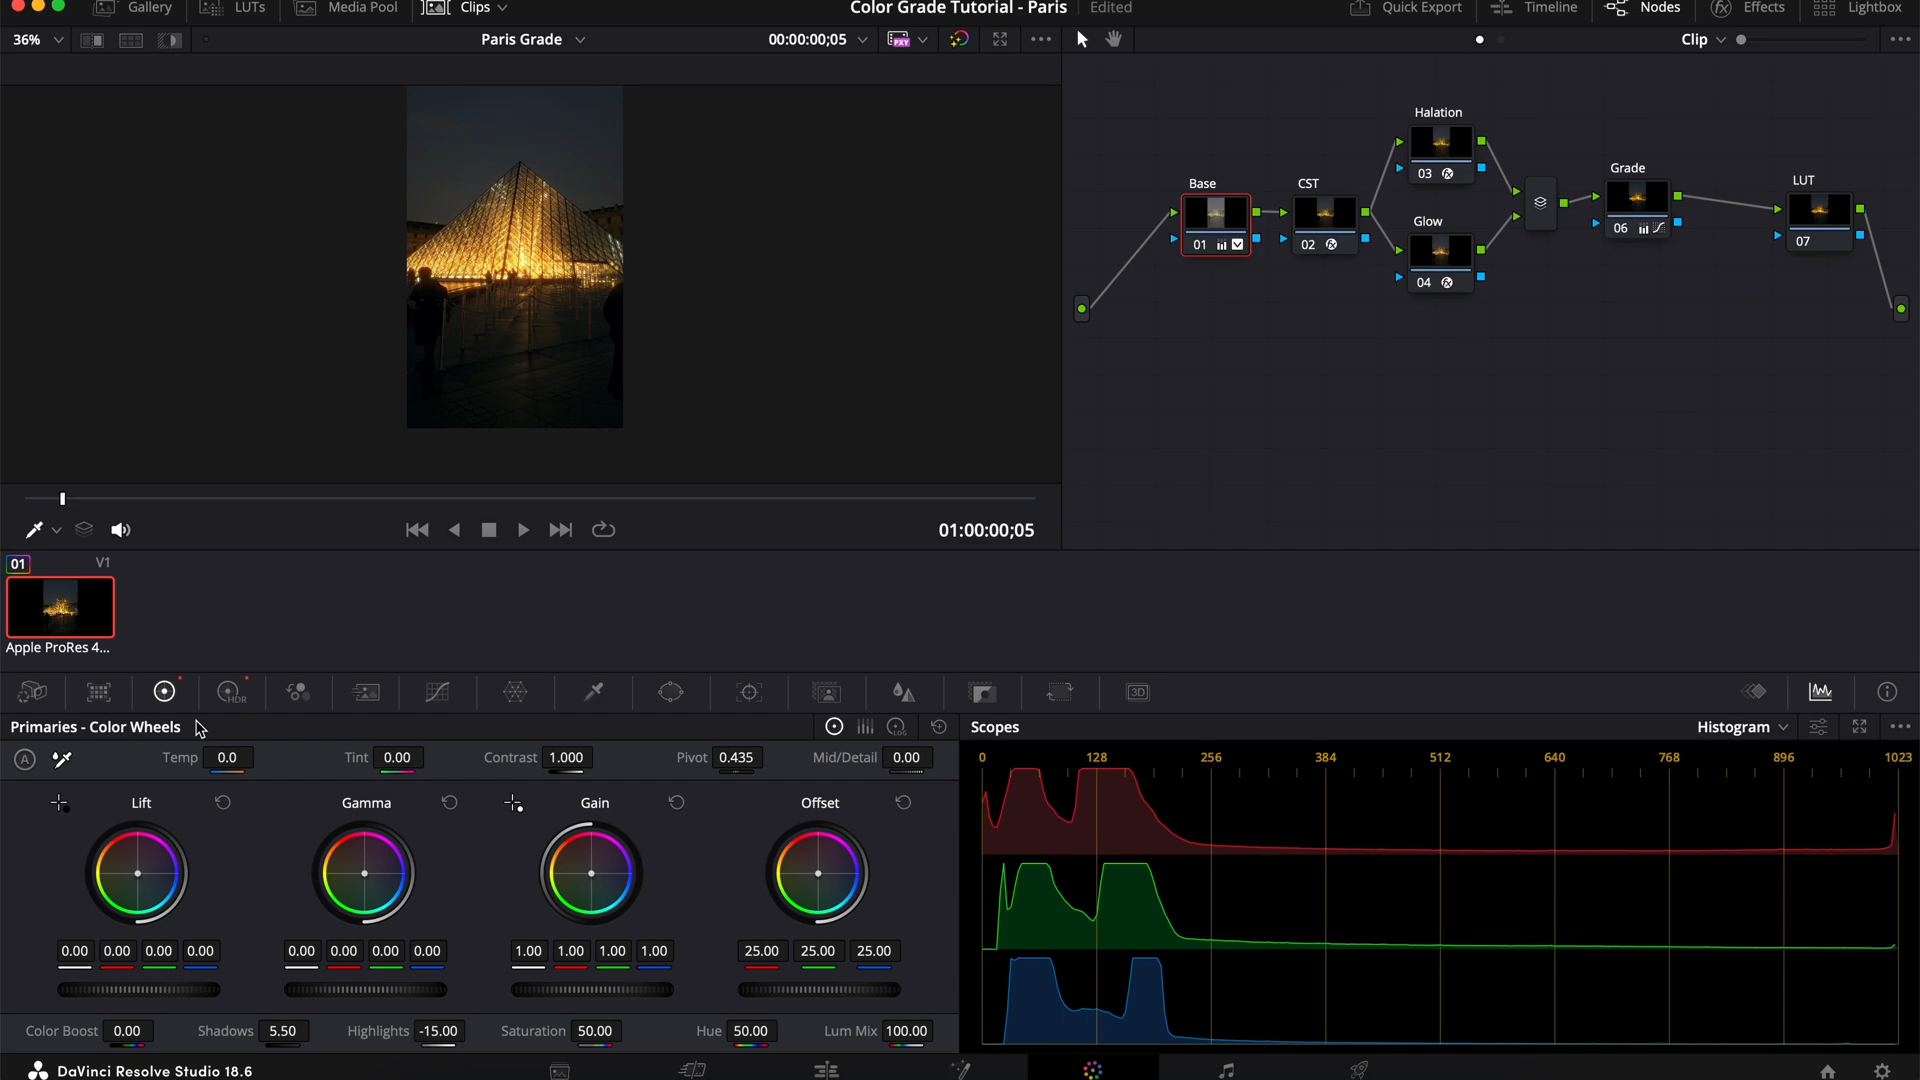 Gallery LUTs Media Pool Clips Color Grade Tutorial - Paris Edited Quick Export Timeline Nodes Effects Lightbox
36% Paris Grade 00:00:00;05 PXY Clip
Halation
03
Base
01
CST
02
Glow
04
Grade
06
LUT
07
01:00:00;05
01 V1
Apple ProRes 4...
HDR
3D
Primaries - Color Wheels
LOG
Scopes
Histogram
A Temp 0.0 Tint 0.00 Contrast 1.000 Pivot 0.435 Mid/Detail 0.00
0 128 256 384 512 640 768 896 1023
Lift Gamma Gain Offset
0.00 0.00 0.00 0.00 0.00 0.00 0.00 0.00 1.00 1.00 1.00 1.00 25.00 25.00 25.00
Color Boost 0.00 Shadows 5.50 Highlights -15.00 Saturation 50.00 Hue 50.00 Lum Mix 100.00
DaVinci Resolve Studio 18.6